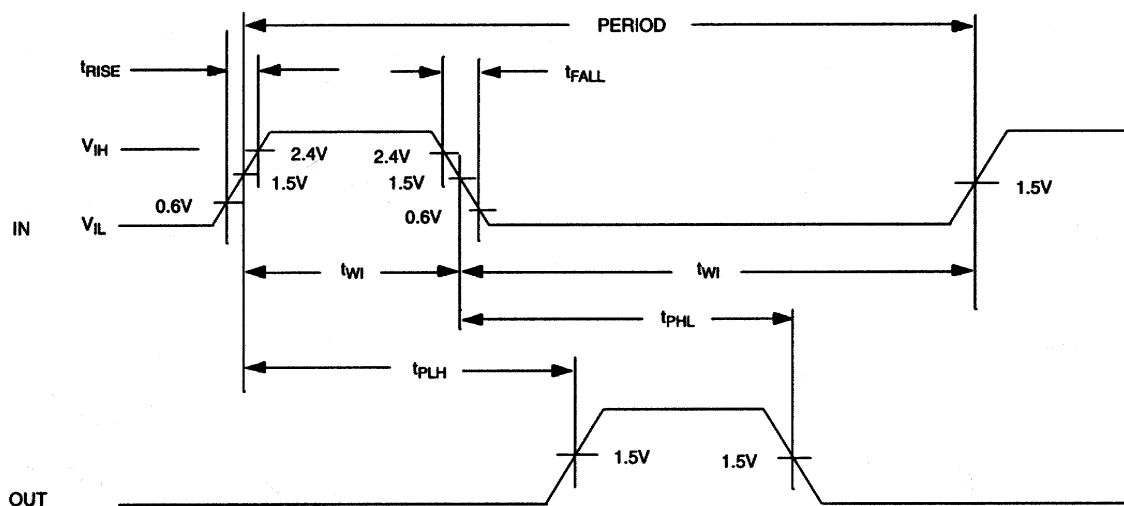 PERIOD
tRISE
tFALL
VIH
2.4V
2.4V
1.5V
1.5V
1.5V
0.6V
0.6V
IN
VIL
tWI
tWI
tPHL
tPLH
1.5V
1.5V
OUT